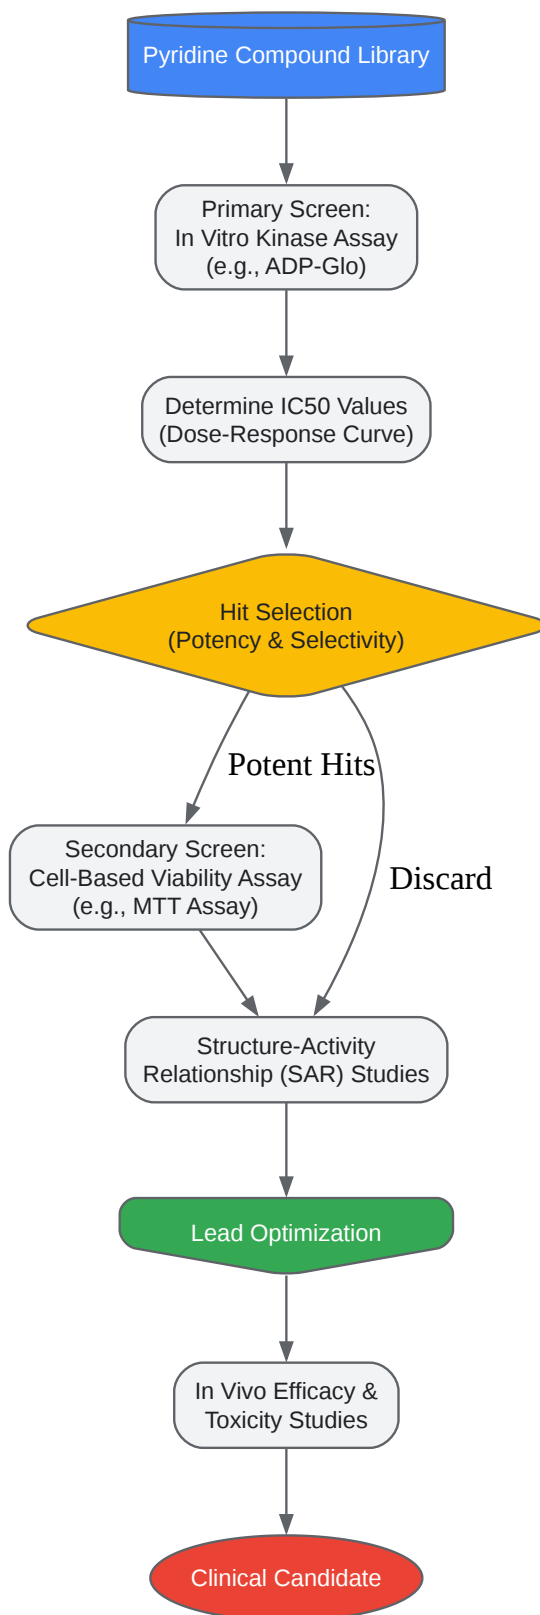 Pyridine Compound Library
Primary Screen:
In Vitro Kinase Assay
(e.g., ADP-Glo)
Determine IC50 Values
(Dose-Response Curve)
Hit Selection
(Potency & Selectivity)
Potent Hits
Secondary Screen:
Cell-Based Viability Assay
(e.g., MTT Assay)
Discard
Structure-Activity
Relationship (SAR) Studies
Lead Optimization
In Vivo Efficacy &
Toxicity Studies
Clinical Candidate